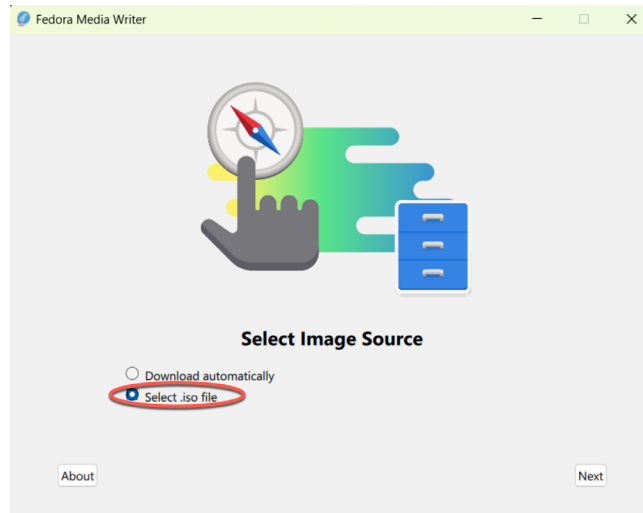 Fedora Media Writer
Select Image Source
Download automatically
Select .iso file
About
Next